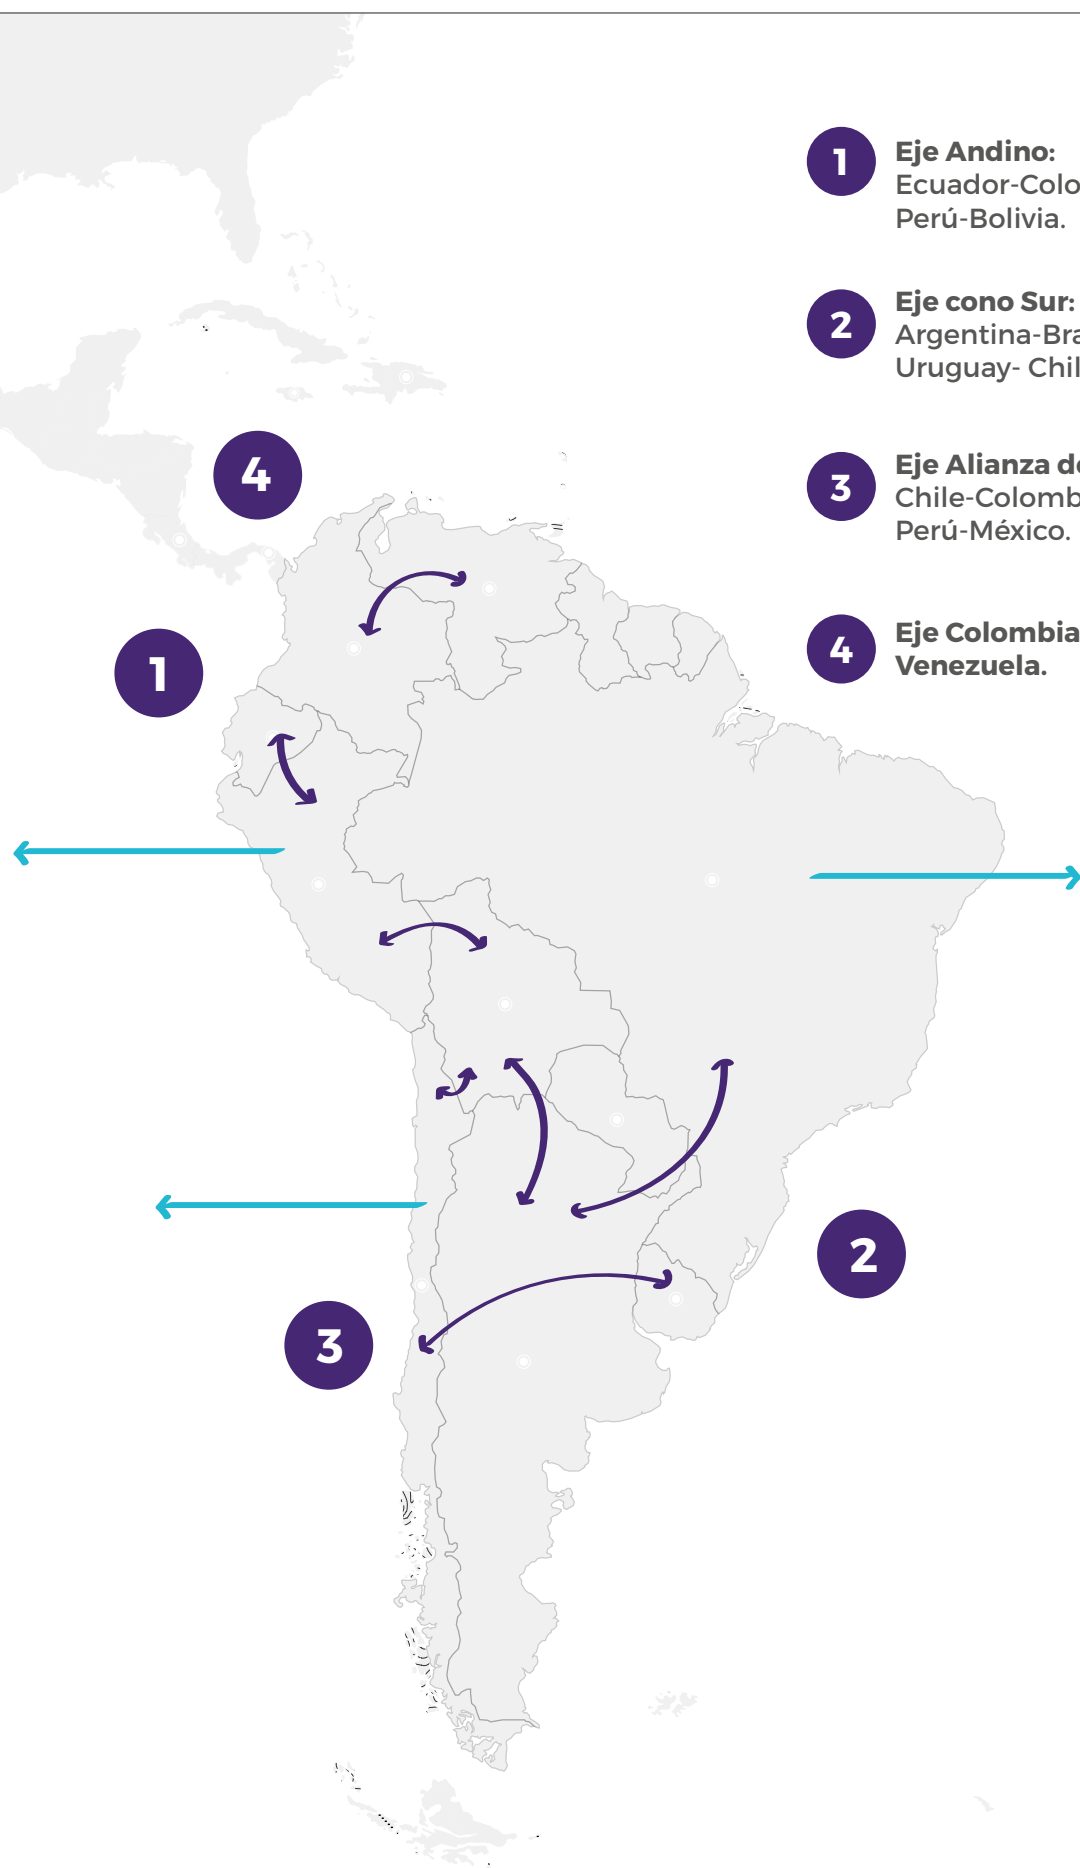 1
Eje Andino:
Ecuador-Colo
Perú-Bolivia.
2
Eje cono Sur:
Argentina-Bra
Uruguay- Chil
3
Eje Alianza de
Chile-Colomb
Perú-México.
4
Eje Colombia
Venezuela.
4
1
2
3